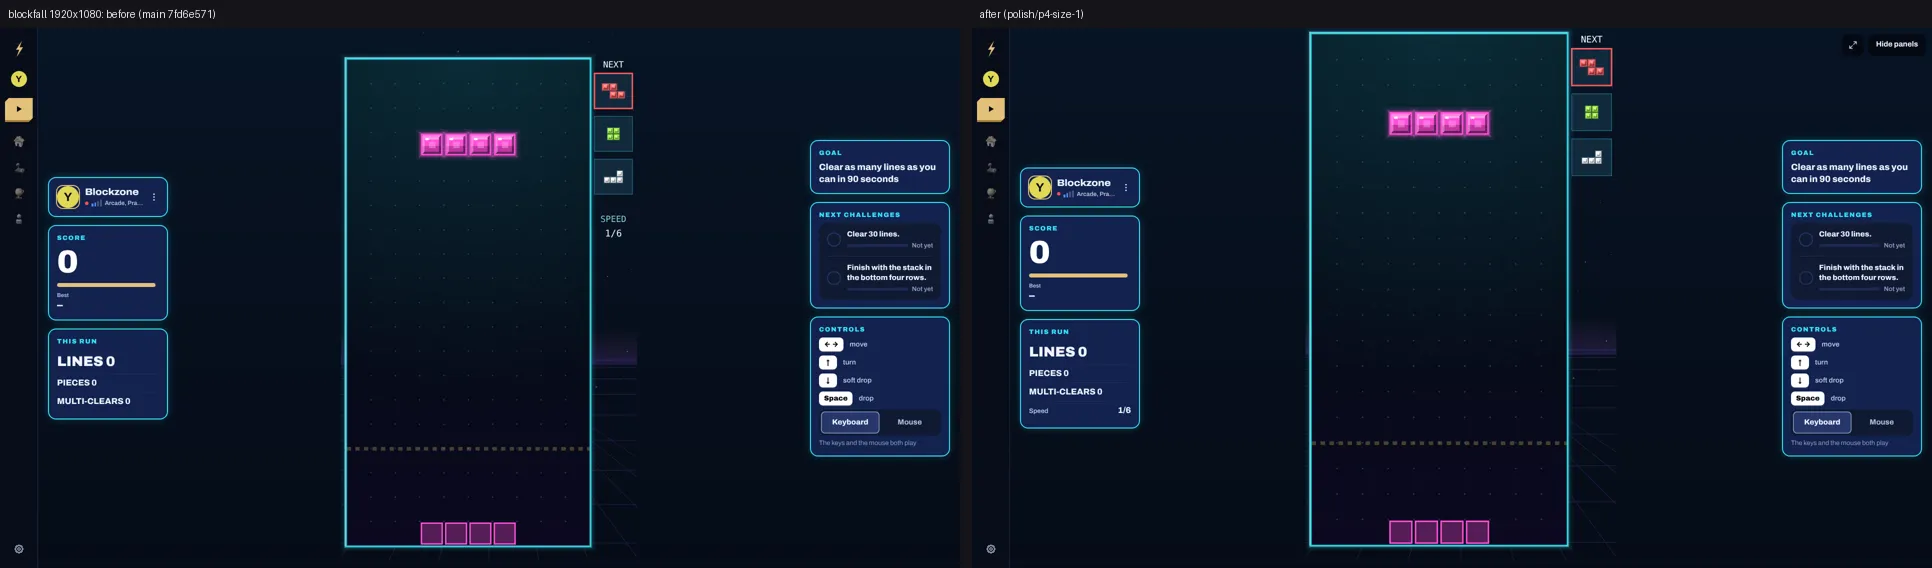 blockfall 1920x1080: before (main 7fd6e571)
Y
Y
Blockzone
Arcade, Pra...
SCORE
0
Best
–
THIS RUN
LINES 0
PIECES 0
MULTI-CLEARS 0
NEXT
SPEED
1/6
GOAL
Clear as many lines as you
can in 90 seconds
NEXT CHALLENGES
Clear 30 lines.
Not yet
Finish with the stack in
the bottom four rows.
Not yet
CONTROLS
← → move
↑ turn
↓ soft drop
Space drop
Keyboard Mouse
The keys and the mouse both play
after (polish/p4-size-1)
Y
Y
Blockzone
Arcade, Pra...
SCORE
0
Best
–
THIS RUN
LINES 0
PIECES 0
MULTI-CLEARS 0
Speed 1/6
NEXT
Hide panels
GOAL
Clear as many lines as you
can in 90 seconds
NEXT CHALLENGES
Clear 30 lines.
Not yet
Finish with the stack in
the bottom four rows.
Not yet
CONTROLS
← → move
↑ turn
↓ soft drop
Space drop
Keyboard Mouse
The keys and the mouse both play